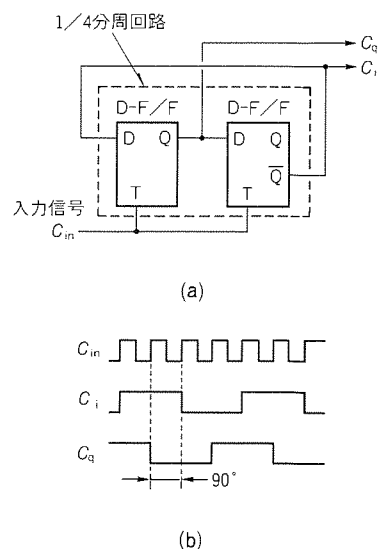 1／4分周回路
C_q
C_i
D-F／F D-F／F
D Q D Q
Q̅
T T
入力信号
C_in
(a)
C_in
C_i
C_q
90°
(b)